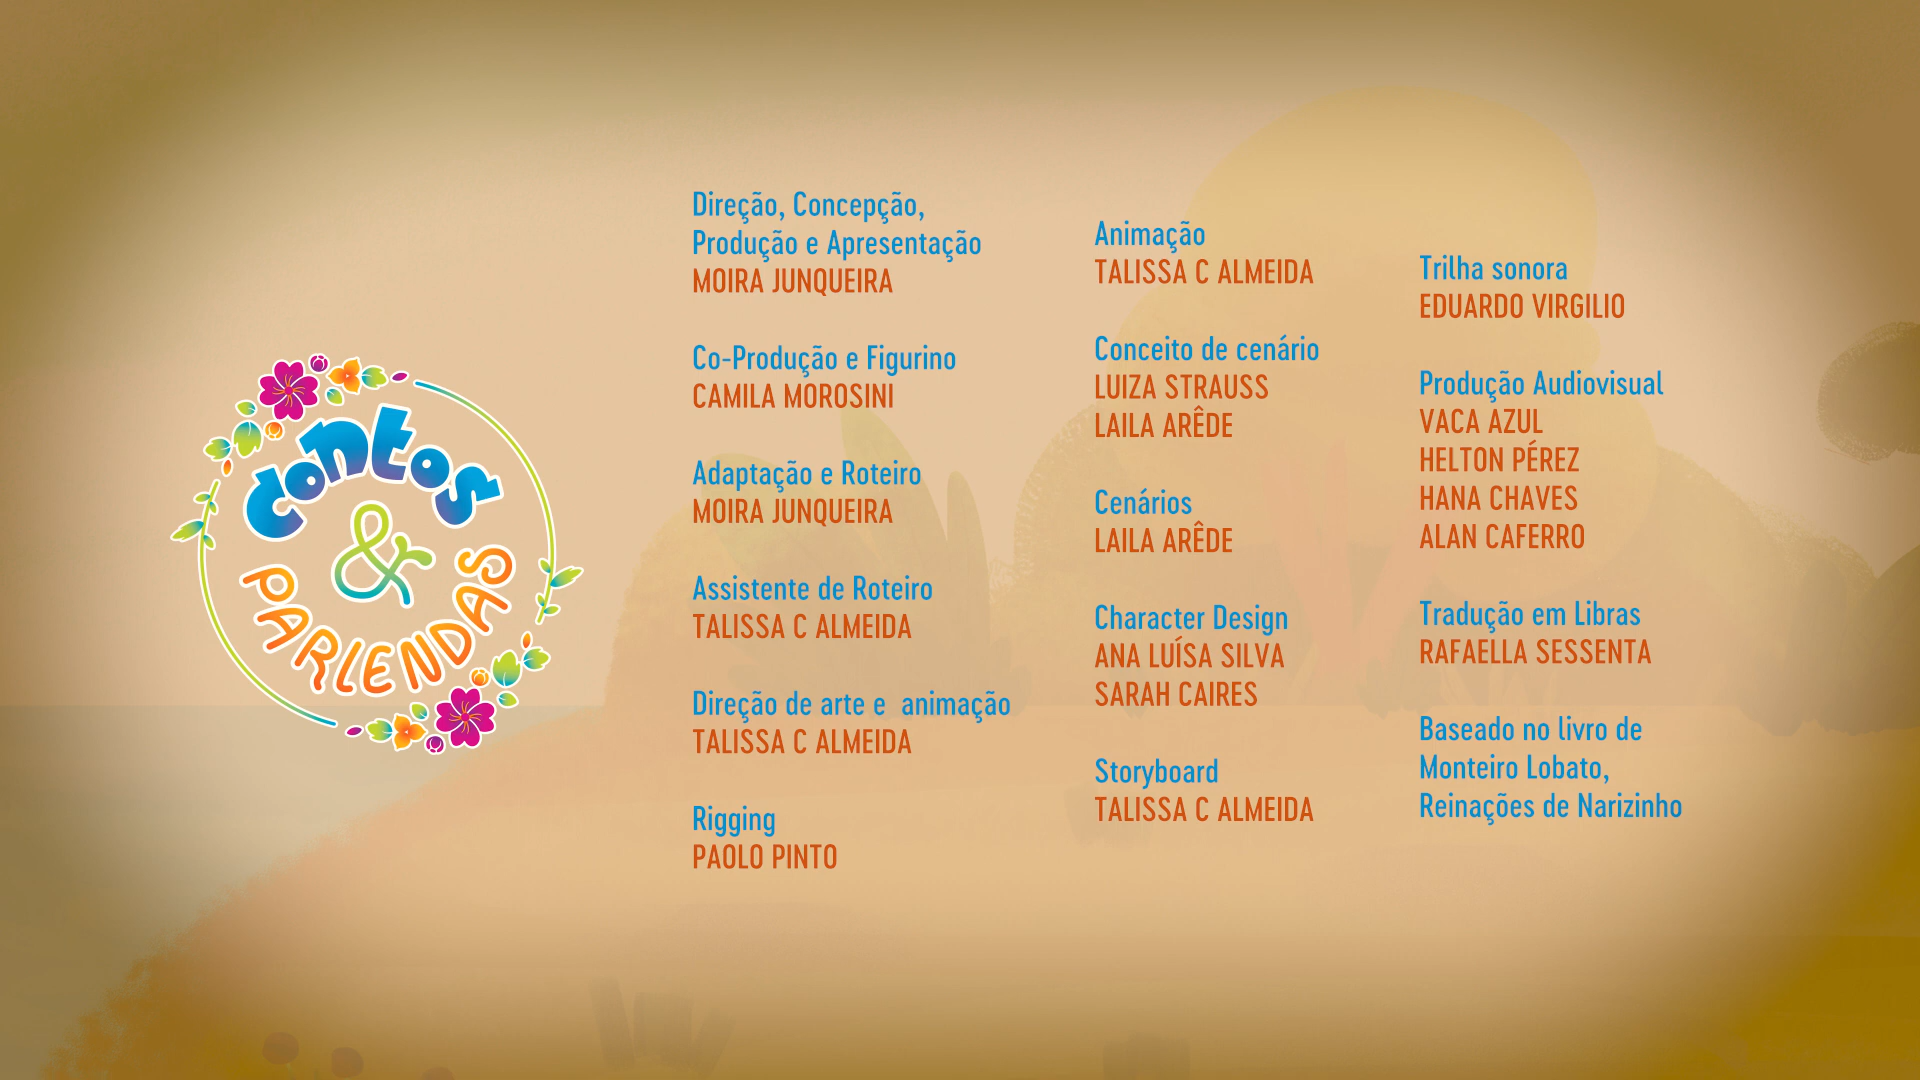 Contos
&
PARLENDAS
Direção, Concepção,
Produção e Apresentação
MOIRA JUNQUEIRA
Co-Produção e Figurino
CAMILA MOROSINI
Adaptação e Roteiro
MOIRA JUNQUEIRA
Assistente de Roteiro
TALISSA C ALMEIDA
Direção de arte e  animação
TALISSA C ALMEIDA
Rigging
PAOLO PINTO
Animação
TALISSA C ALMEIDA
Conceito de cenário
LUIZA STRAUSS
LAILA ARÊDE
Cenários
LAILA ARÊDE
Character Design
ANA LUÍSA SILVA
SARAH CAIRES
Storyboard
TALISSA C ALMEIDA
Trilha sonora
EDUARDO VIRGILIO
Produção Audiovisual
VACA AZUL
HELTON PÉREZ
HANA CHAVES
ALAN CAFERRO
Tradução em Libras
RAFAELLA SESSENTA
Baseado no livro de
Monteiro Lobato,
Reinações de Narizinho